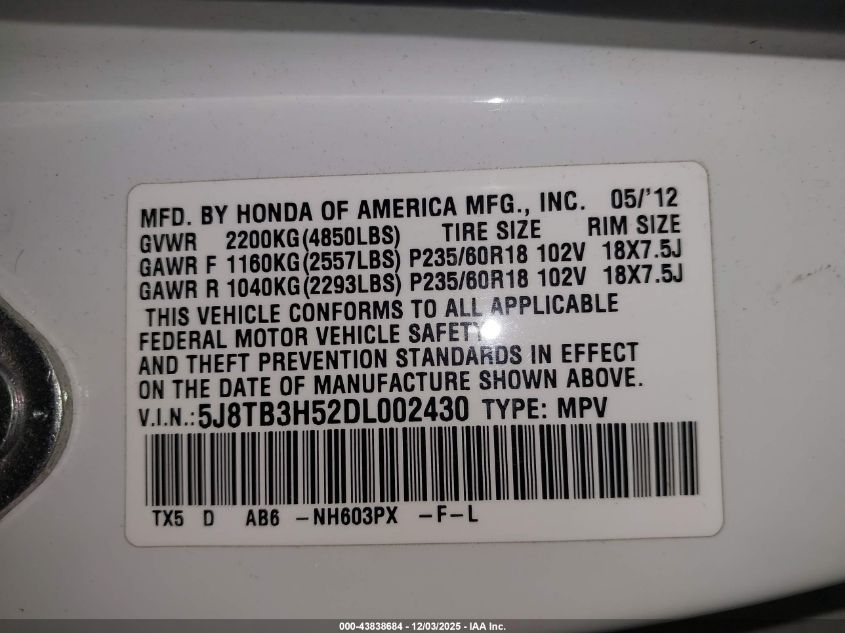 MFD. BY HONDA OF AMERICA MFG., INC. 05/'12
GVWR 2200KG(4850LBS) TIRE SIZE RIM SIZE
GAWR F 1160KG(2557LBS) P235/60R18 102V 18X7.5J
GAWR R 1040KG(2293LBS) P235/60R18 102V 18X7.5J
THIS VEHICLE CONFORMS TO ALL APPLICABLE
FEDERAL MOTOR VEHICLE SAFETY
AND THEFT PREVENTION STANDARDS IN EFFECT
ON THE DATE OF MANUFACTURE SHOWN ABOVE.
V.I.N.: 5J8TB3H52DL002430 TYPE: MPV
TX5 D AB6 -NH603PX -F-L
000-43838684 - 12/03/2025 - IAA Inc.